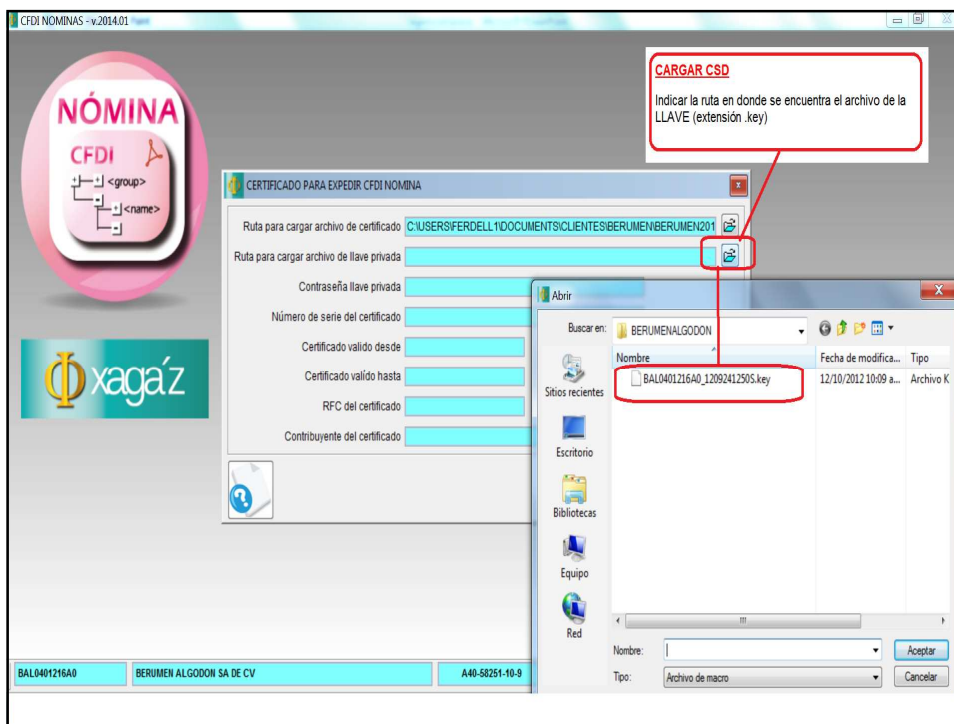 CFDI NOMINAS - v.2014.01
CARGAR CSD
Indicar la ruta en donde se encuentra el archivo de la
LLAVE (extensión .key)
NÓMINA
CFDI
<group>
<name>
xagáz
CERTIFICADO PARA EXPEDIR CFDI NOMINA
Ruta para cargar archivo de certificado C:\USERS\FERDELL1\DOCUMENTS\CLIENTES\BERUMEN\BERUMEN201
Ruta para cargar archivo de llave privada
Contraseña llave privada
Número de serie del certificado
Certificado valido desde
Certificado valído hasta
RFC del certificado
Contribuyente del certificado
Abrir
Buscar en: BERUMENALGODON
Nombre Fecha de modifica... Tipo
BAL0401216A0_1209241250S.key 12/10/2012 10:09 a... Archivo K
Sitios recientes
Escritorio
Bibliotecas
Equipo
Red
Nombre: Aceptar
Tipo: Archivo de macro Cancelar
BAL0401216A0 BERUMEN ALGODON SA DE CV A40-58251-10-9